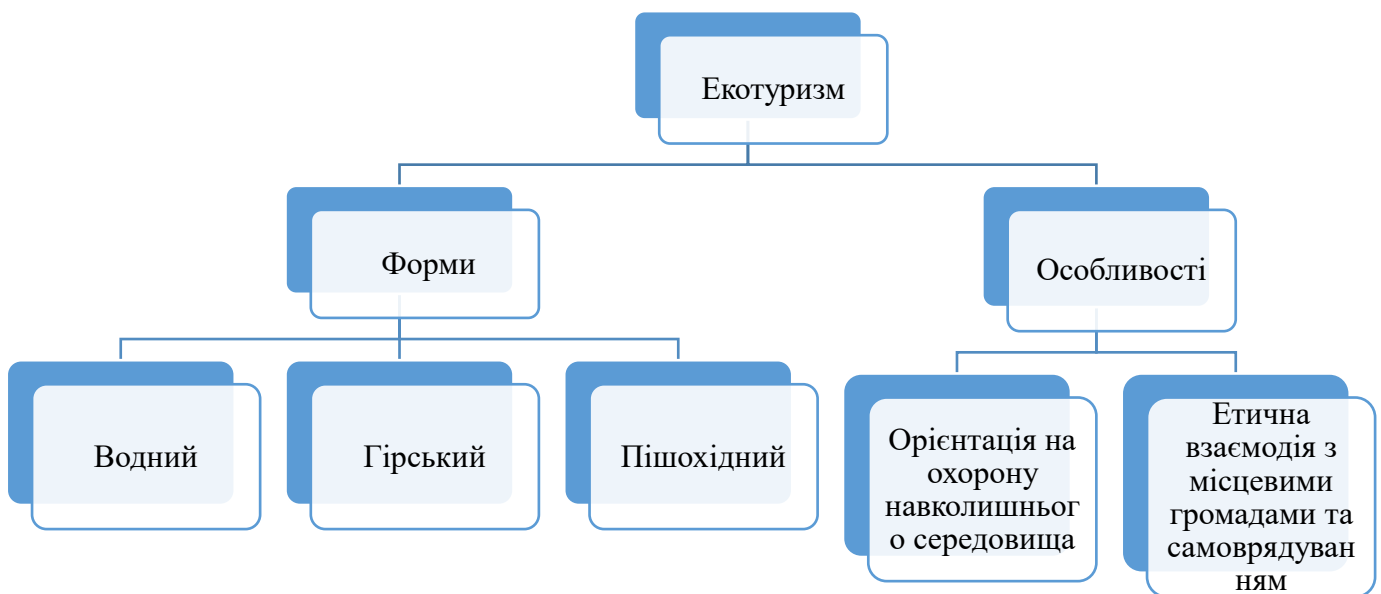 Екотуризм
Форми
Особливості
Водний
Гірський
Пішохідний
Орієнтація на
охорону
навколишньог
о середовища
Етична
взаємодія з
місцевими
громадами та
самоврядуван
ням